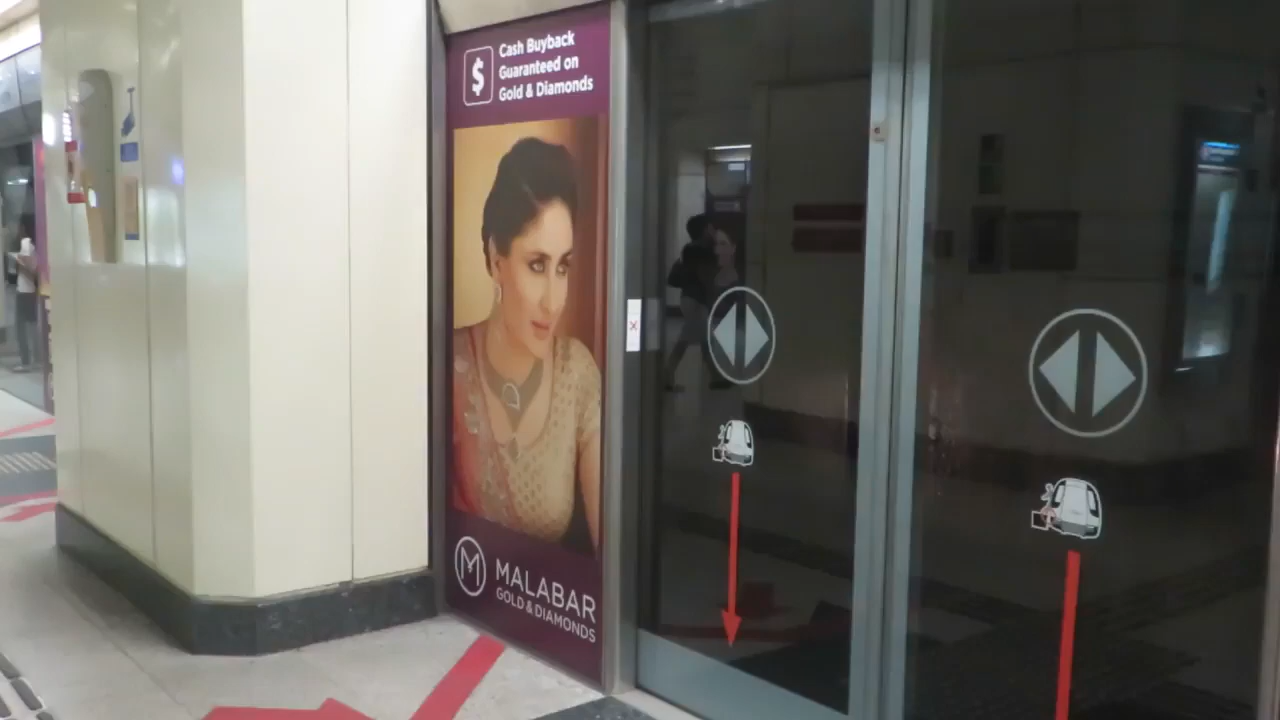 $
Cash Buyback
Guaranteed on
Gold & Diamonds
M
MALABAR
GOLD & DIAMONDS